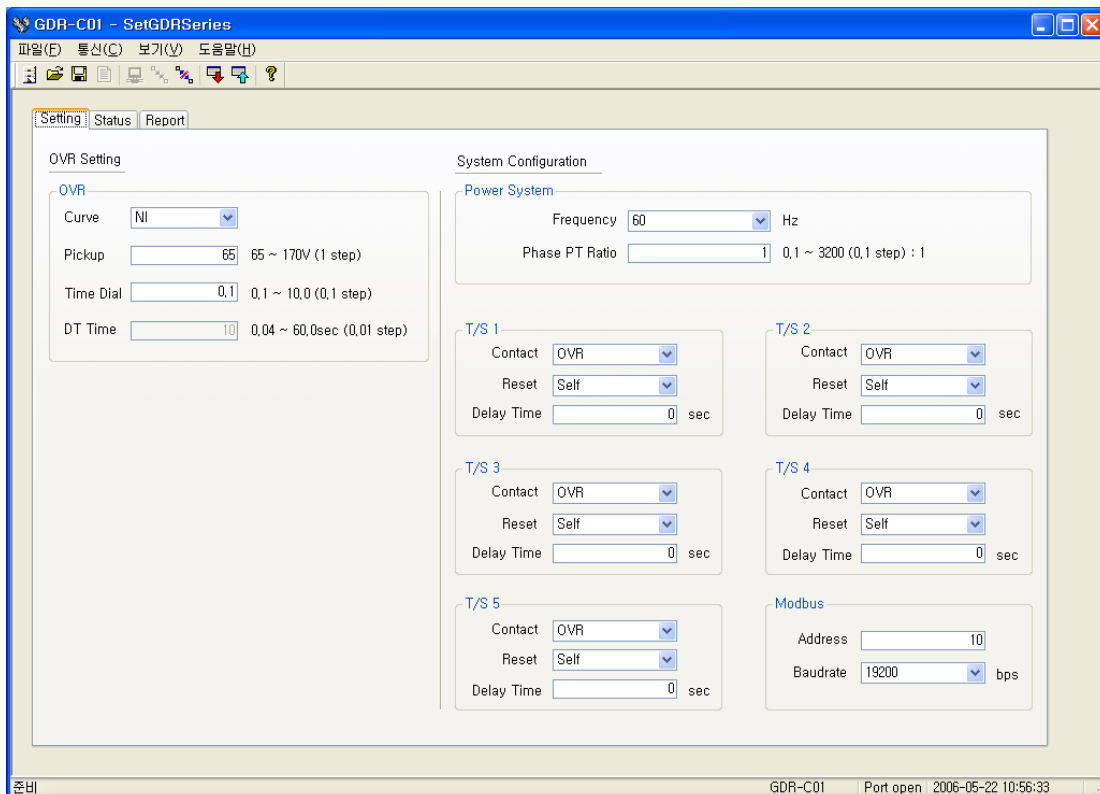 GDR-C01 - SetGDRSeries
파일(F) 통신(C) 보기(V) 도움말(H)
Setting Status Report
OVR Setting
OVR
Curve NI
Pickup 65 65 ~ 170V (1 step)
Time Dial 0.1 0.1 ~ 10.0 (0.1 step)
DT Time 10 0.04 ~ 60.0sec (0.01 step)
System Configuration
Power System
Frequency 60 Hz
Phase PT Ratio 1 0.1 ~ 3200 (0.1 step) : 1
T/S 1
Contact OVR
Reset Self
Delay Time 0 sec
T/S 2
Contact OVR
Reset Self
Delay Time 0 sec
T/S 3
Contact OVR
Reset Self
Delay Time 0 sec
T/S 4
Contact OVR
Reset Self
Delay Time 0 sec
T/S 5
Contact OVR
Reset Self
Delay Time 0 sec
Modbus
Address 10
Baudrate 19200 bps
준비 GDR-C01 Port open 2006-05-22 10:56:33